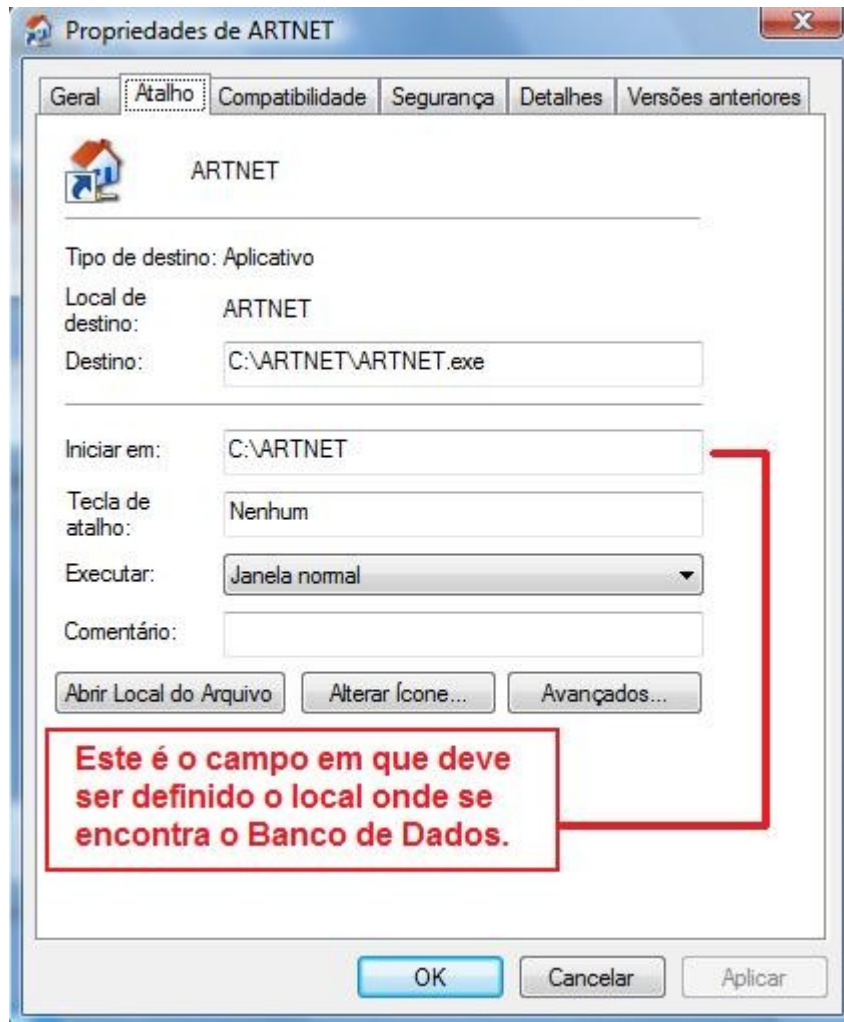 Propriedades de ARTNET
Geral Atalho Compatibilidade Segurança Detalhes Versões anteriores
ARTNET
Tipo de destino: Aplicativo
Local de destino: ARTNET
Destino: C:\ARTNET\ARTNET.exe
Iniciar em: C:\ARTNET
Tecla de atalho: Nenhum
Executar: Janela normal
Comentário:
Abrir Local do Arquivo Alterar Ícone... Avançados...
Este é o campo em que deve
ser definido o local onde se
encontra o Banco de Dados.
OK Cancelar Aplicar